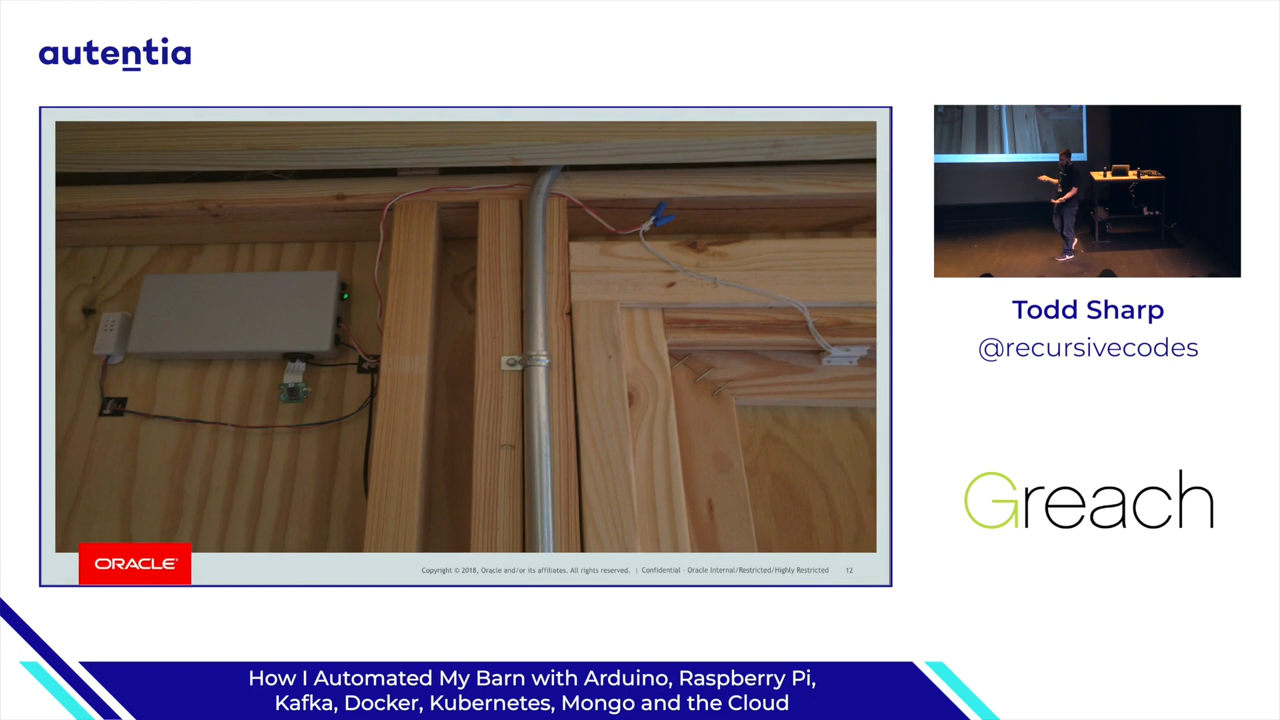 autentia
ORACLE
Copyright © 2018, Oracle and/or its affiliates. All rights reserved. | Confidential – Oracle Internal/Restricted/Highly Restricted 12
Todd Sharp
@recursivecodes
Greach
How I Automated My Barn with Arduino, Raspberry Pi,
Kafka, Docker, Kubernetes, Mongo and the Cloud